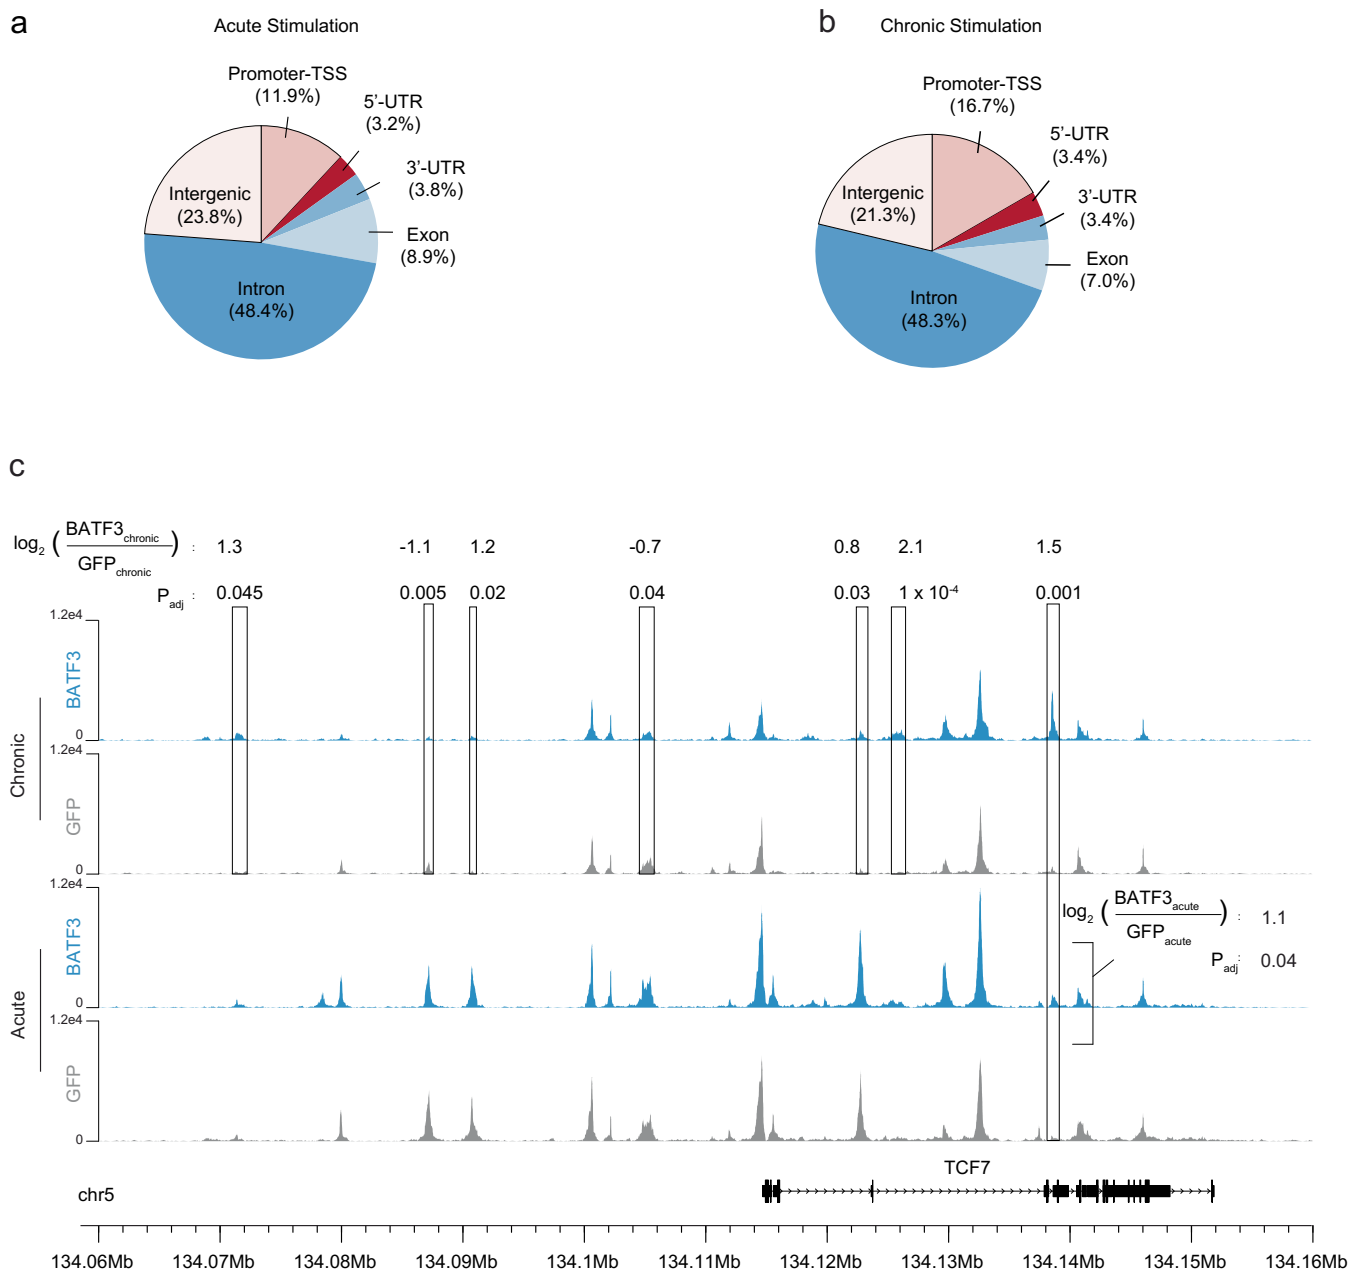 a
Acute Stimulation
Promoter-TSS
(11.9%)
5’-UTR
(3.2%)
3’-UTR
(3.8%)
Exon
(8.9%)
Intron
(48.4%)
Intergenic
(23.8%)
b
Chronic Stimulation
Promoter-TSS
(16.7%)
5’-UTR
(3.4%)
3’-UTR
(3.4%)
Exon
(7.0%)
Intron
(48.3%)
Intergenic
(21.3%)
c
log2 ( BATF3chronic / GFPchronic ) : 1.3 -1.1 1.2 -0.7 0.8 2.1 1.5
Padj : 0.045 0.005 0.02 0.04 0.03 1 x 10-4 0.001
Chronic
1.2e4
BATF3
0
1.2e4
GFP
0
Acute
1.2e4
BATF3
0
1.2e4
GFP
0
log2 ( BATF3acute / GFPacute ) : 1.1
Padj: 0.04
TCF7
chr5
134.06Mb 134.07Mb 134.08Mb 134.09Mb 134.10Mb 134.11Mb 134.12Mb 134.13Mb 134.14Mb 134.15Mb 134.16Mb